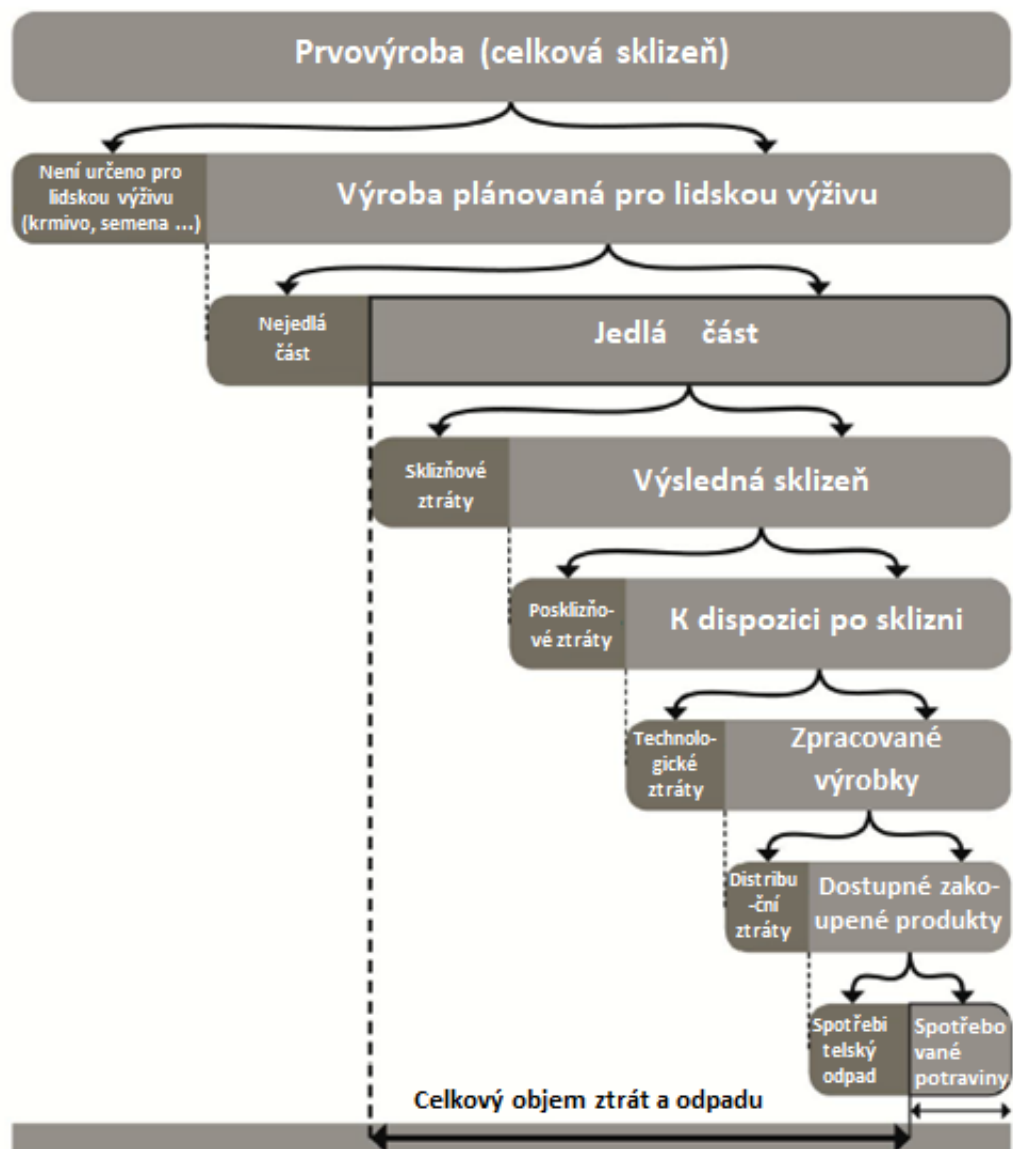 Prvovýroba (celková sklizeň)
Není určeno pro
lidskou výživu
(krmivo, semena ...)
Výroba plánovaná pro lidskou výživu
Nejedlá
část
Jedlá část
Sklizňové
ztráty
Výsledná sklizeň
Posklizňo-
vé ztráty
K dispozici po sklizni
Technolo-
gické
ztráty
Zpracované
výrobky
Distribu
-ční
ztráty
Dostupné zako-
upené produkty
Spotřebi
telský
odpad
Spotřebo
vané
potraviny
Celkový objem ztrát a odpadu